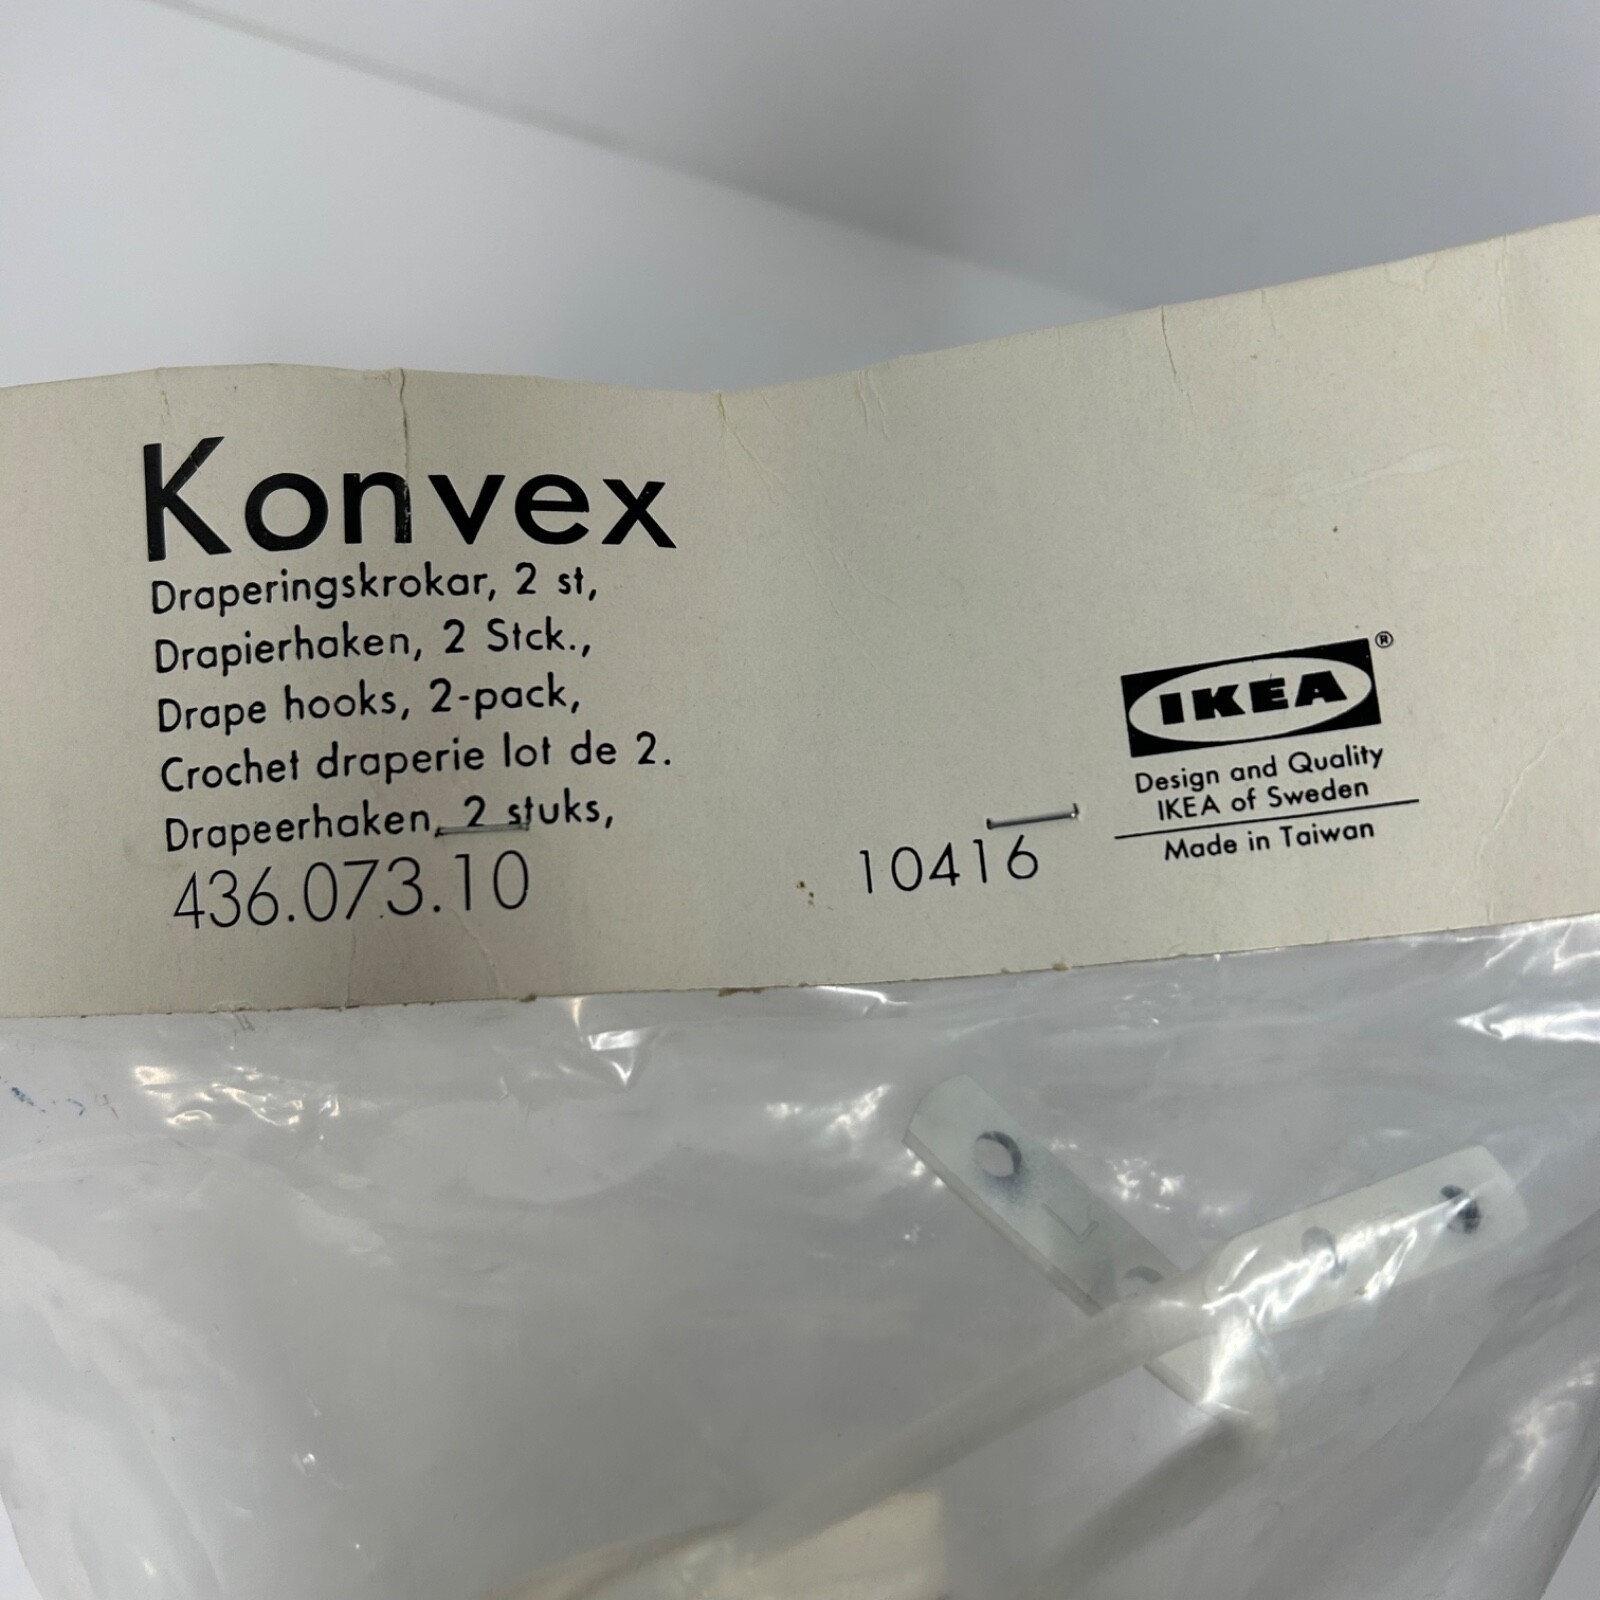 Konvex
Draperingskrokar, 2 st,
Drapierhaken, 2 Stck.,
Drape hooks, 2-pack,
Crochet draperie lot de 2.
Drapeerhaken, 2 stuks,
436.073.10
10416
IKEA®
Design and Quality
IKEA of Sweden
Made in Taiwan
L